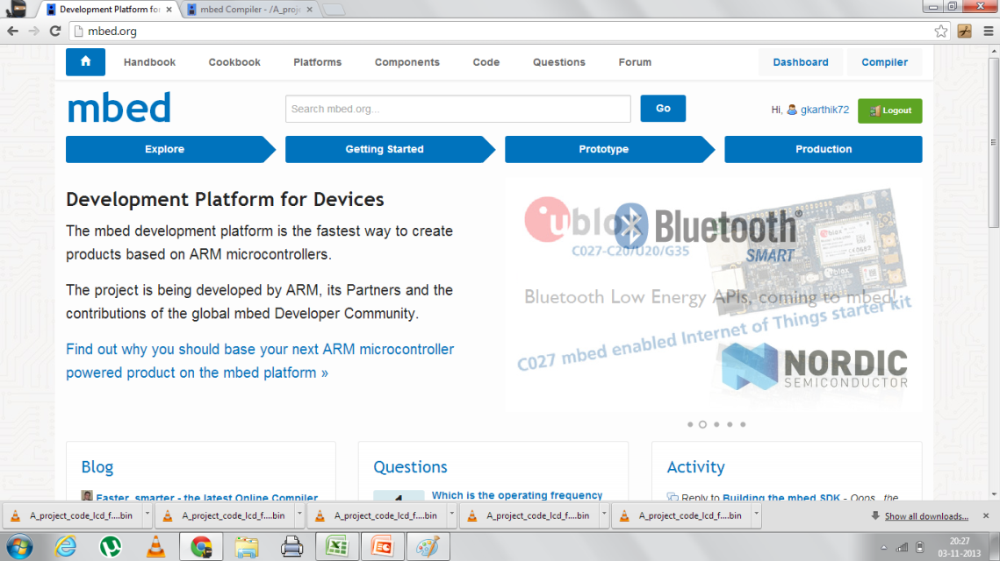 Development Platform for
mbed Compiler - /A_proje
mbed.org
Handbook Cookbook Platforms Components Code Questions Forum Dashboard Compiler
mbed
Search mbed.org...
Go
Hi, gkarthik72
Logout
Explore Getting Started Prototype Production
Development Platform for Devices
The mbed development platform is the fastest way to create
products based on ARM microcontrollers.
The project is being developed by ARM, its Partners and the
contributions of the global mbed Developer Community.
Find out why you should base your next ARM microcontroller
powered product on the mbed platform »
ublox
Bluetooth®
SMART
C027-C20/U20/G35
Bluetooth Low Energy APIs, coming to mbed!
C027 mbed enabled Internet of Things starter kit
NORDIC
SEMICONDUCTOR
Blog
Faster, smarter - the latest Online Compiler
Questions
Which is the operating frequency
Activity
Reply to Building the mbed SDK - Oops, the
A_project_code_lcd_f....bin A_project_code_lcd_f....bin A_project_code_lcd_f....bin A_project_code_lcd_f....bin A_project_code_lcd_f....bin
Show all downloads...
20:27
03-11-2013